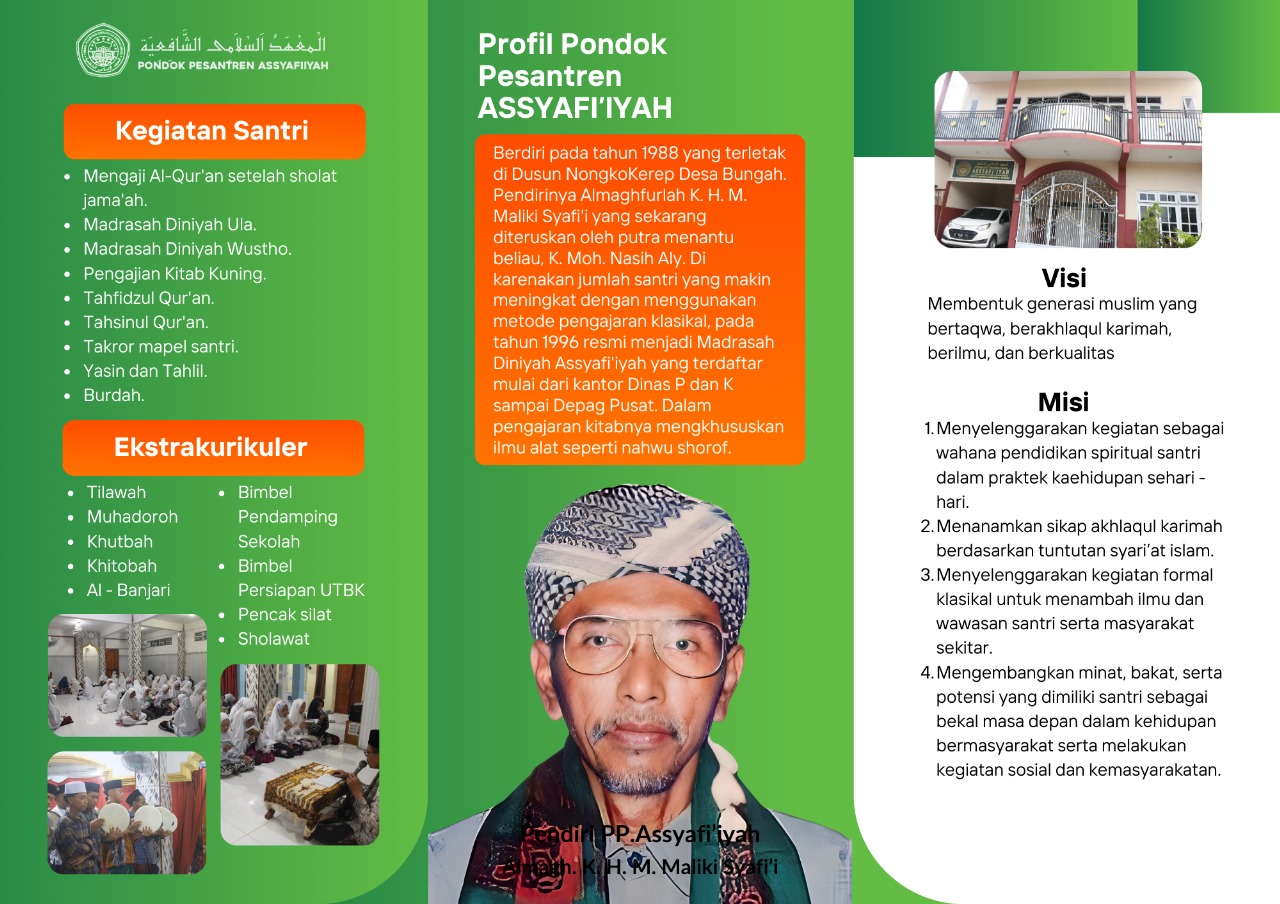 المعهد السلامى الشافعية
PONDOK PESANTREN ASSYAFIIYAH
Kegiatan Santri
Mengaji Al-Qur'an setelah sholat
jama'ah.
Madrasah Diniyah Ula.
Madrasah Diniyah Wustho.
Pengajian Kitab Kuning.
Tahfidzul Qur'an.
Tahsinul Qur'an.
Takror mapel santri.
Yasin dan Tahlil.
Burdah.
Ekstrakurikuler
Tilawah
Muhadoroh
Khutbah
Khitobah
Al - Banjari
Bimbel
Pendamping
Sekolah
Bimbel
Persiapan UTBK
Pencak silat
Sholawat
Profil Pondok
Pesantren
ASSYAFI'IYAH
Berdiri pada tahun 1988 yang terletak
di Dusun NongkoKerep Desa Bungah.
Pendirinya Almaghfurlah K. H. M.
Maliki Syafi'i yang sekarang
diteruskan oleh putra menantu
beliau, K. Moh. Nasih Aly. Di
karenakan jumlah santri yang makin
meningkat dengan menggunakan
metode pengajaran klasikal, pada
tahun 1996 resmi menjadi Madrasah
Diniyah Assyafi'iyah yang terdaftar
mulai dari kantor Dinas P dan K
sampai Depag Pusat. Dalam
pengajaran kitabnya mengkhususkan
ilmu alat seperti nahwu shorof.
Pendiri PP.Assyafi'iyah
Almagh. K. H. M. Maliki Syafi'i
ASSYAFI'IYAH
Visi
Membentuk generasi muslim yang
bertaqwa, berakhlaqul karimah,
berilmu, dan berkualitas
Misi
1. Menyelenggarakan kegiatan sebagai
wahana pendidikan spiritual santri
dalam praktek kaehidupan sehari -
hari.
2. Menanamkan sikap akhlaqul karimah
berdasarkan tuntutan syari'at islam.
3. Menyelenggarakan kegiatan formal
klasikal untuk menambah ilmu dan
wawasan santri serta masyarakat
sekitar.
4. Mengembangkan minat, bakat, serta
potensi yang dimiliki santri sebagai
bekal masa depan dalam kehidupan
bermasyarakat serta melakukan
kegiatan sosial dan kemasyarakatan.